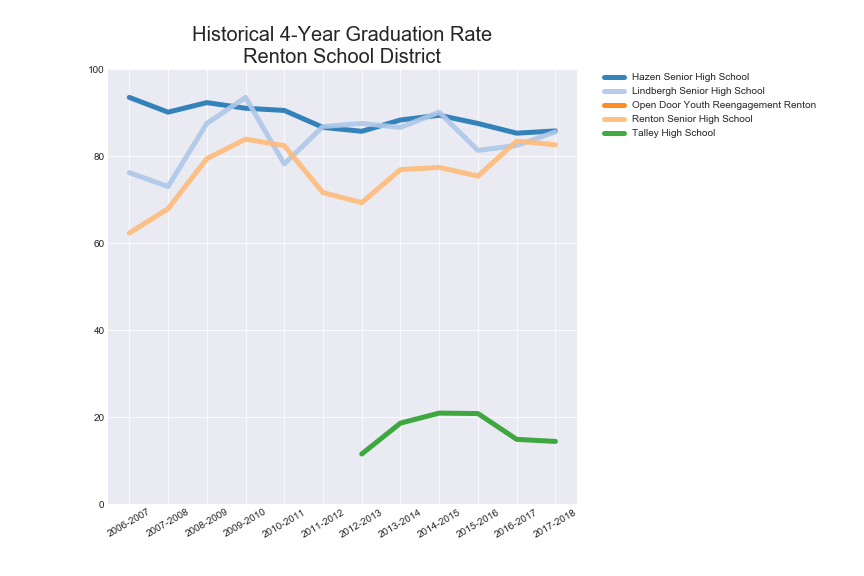 Historical 4-Year Graduation Rate
Renton School District
100
80
60
40
20
0
2006-2007
2007-2008
2008-2009
2009-2010
2010-2011
2011-2012
2012-2013
2013-2014
2014-2015
2015-2016
2016-2017
2017-2018
Hazen Senior High School
Lindbergh Senior High School
Open Door Youth Reengagement Renton
Renton Senior High School
Talley High School